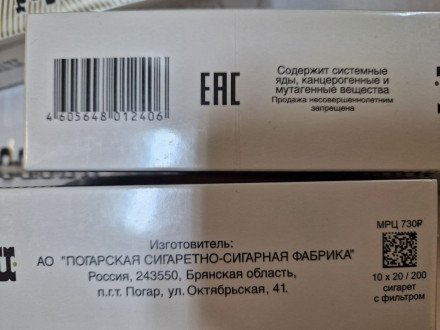 4 605648 012406
ЕАС
Содержит системные
яды, канцерогенные и
мутагенные вещества
Продажа несовершеннолетним
запрещена
Изготовитель:
АО "ПОГАРСКАЯ СИГАРЕТНО-СИГАРНАЯ ФАБРИКА"
Россия, 243550, Брянская область,
п.г.т. Погар, ул. Октябрьская, 41.
МРЦ 730₽
10 x 20 / 200
сигарет
с фильтром